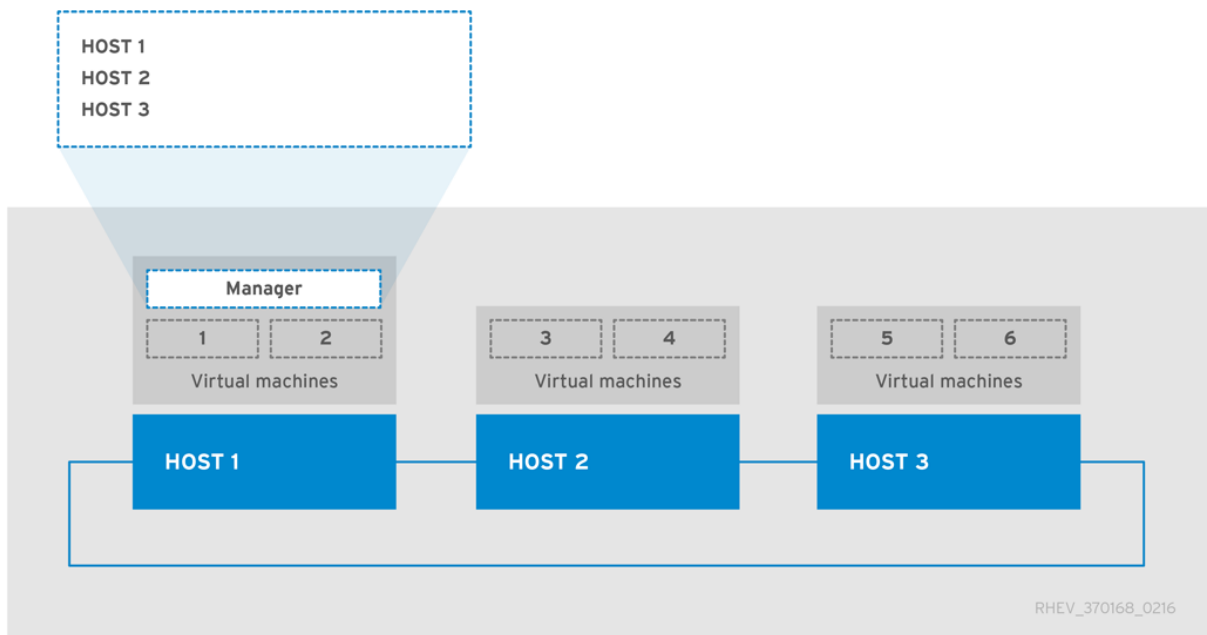 HOST 1
HOST 2
HOST 3
Manager
1 2
3 4
5 6
Virtual machines
Virtual machines
Virtual machines
HOST 1
HOST 2
HOST 3
RHEV_370168_0216